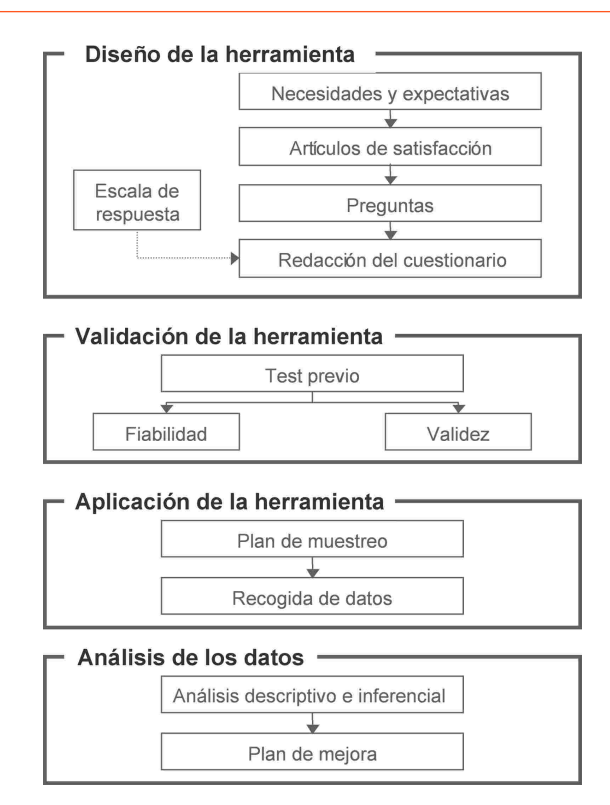 Diseño de la herramienta
Necesidades y expectativas
Artículos de satisfacción
Escala de
respuesta
Preguntas
Redacción del cuestionario
Validación de la herramienta
Test previo
Fiabilidad
Validez
Aplicación de la herramienta
Plan de muestreo
Recogida de datos
Análisis de los datos
Análisis descriptivo e inferencial
Plan de mejora